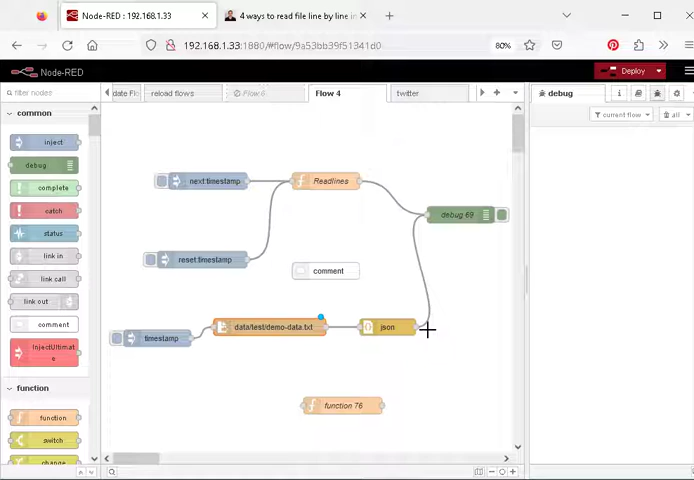 Node-RED : 192.168.1.33
4 ways to read file line by line in
192.168.1.33:1880/#flow/9a53bb39f51341d0
80%
Node-RED
Deploy
filter nodes
date Fl
reload flows
Flow 6
Flow 4
twitter
debug
common
current flow
all
inject
debug
complete
catch
status
link in
link call
link out
comment
injectUltimat
e
function
function
switch
change
next timestamp
Readlines
debug 69
reset timestamp
comment
timestamp
data/test/demo-data.txt
json
function 76